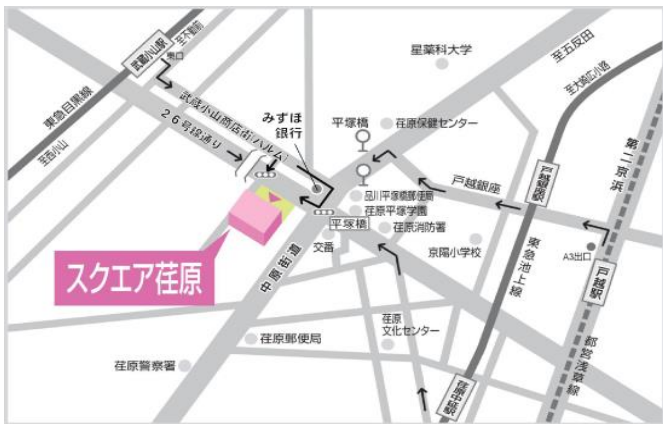 至不動前
武蔵小山駅
東口
東急目黒線
至西小山
武蔵小山商店街(パルム)
26号線通り
みずほ
銀行
星薬科大学
至五反田
至大崎広小路
平塚橋
荏原保健センター
第二京浜
戸越銀座
戸越銀座駅
品川平塚橋郵便局
荏原平塚学園
平塚橋
荏原消防署
交番
京陽小学校
東急池上線
A3出口
戸越駅
スクエア荏原
中原街道
荏原郵便局
荏原
文化センター
荏原警察署
荏原中延駅
都営浅草線